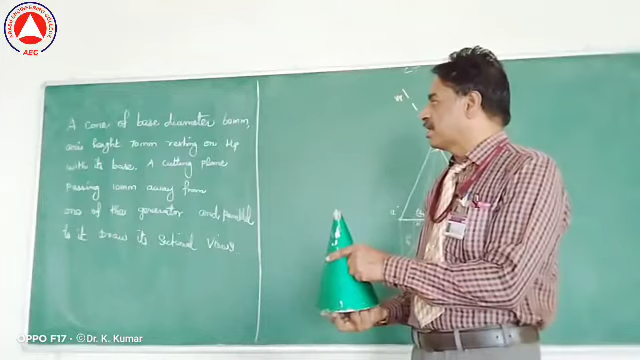 AEC
A cone of base diameter 60mm,
axis height 70mm resting on Hp
with its base. A cutting plane
passing 10mm away from
one of the generator and parallel
to it Draw its Sectional Views
a'
OPPO F17 ©Dr. K. Kumar